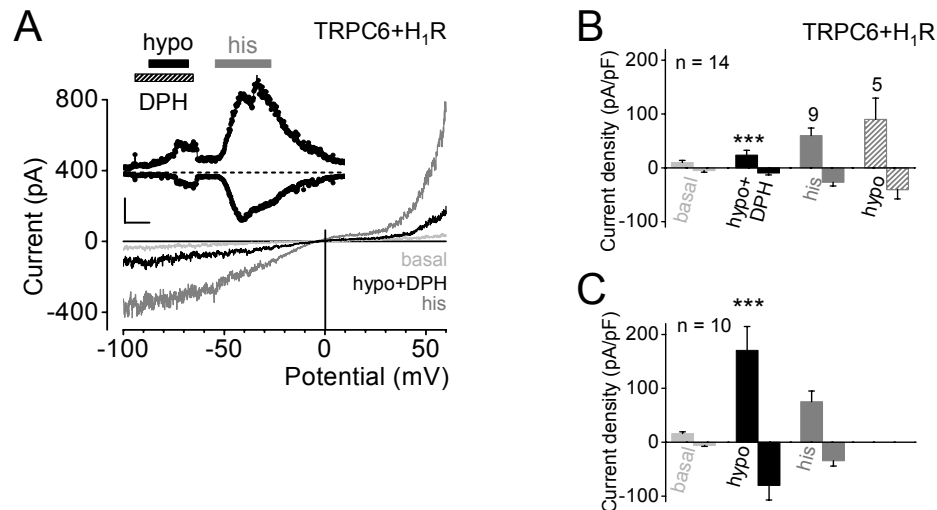 A
TRPC6+H₁R
hypo
his
DPH
800
400
0
-400
Current (pA)
basal
hypo+DPH
his
-100
-50
0
50
Potential (mV)
B
TRPC6+H₁R
n = 14
200
100
0
-100
Current density (pA/pF)
***
9
5
basal
hypo+
DPH
his
hypo
C
n = 10
***
200
100
0
-100
Current density (pA/pF)
basal
hypo
his